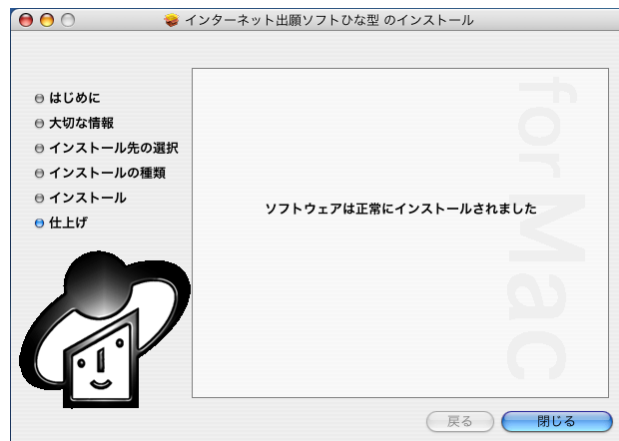 インターネット出願ソフトひな型 のインストール
はじめに
大切な情報
インストール先の選択
インストールの種類
インストール
仕上げ
ソフトウェアは正常にインストールされました
for Mac
戻る
閉じる